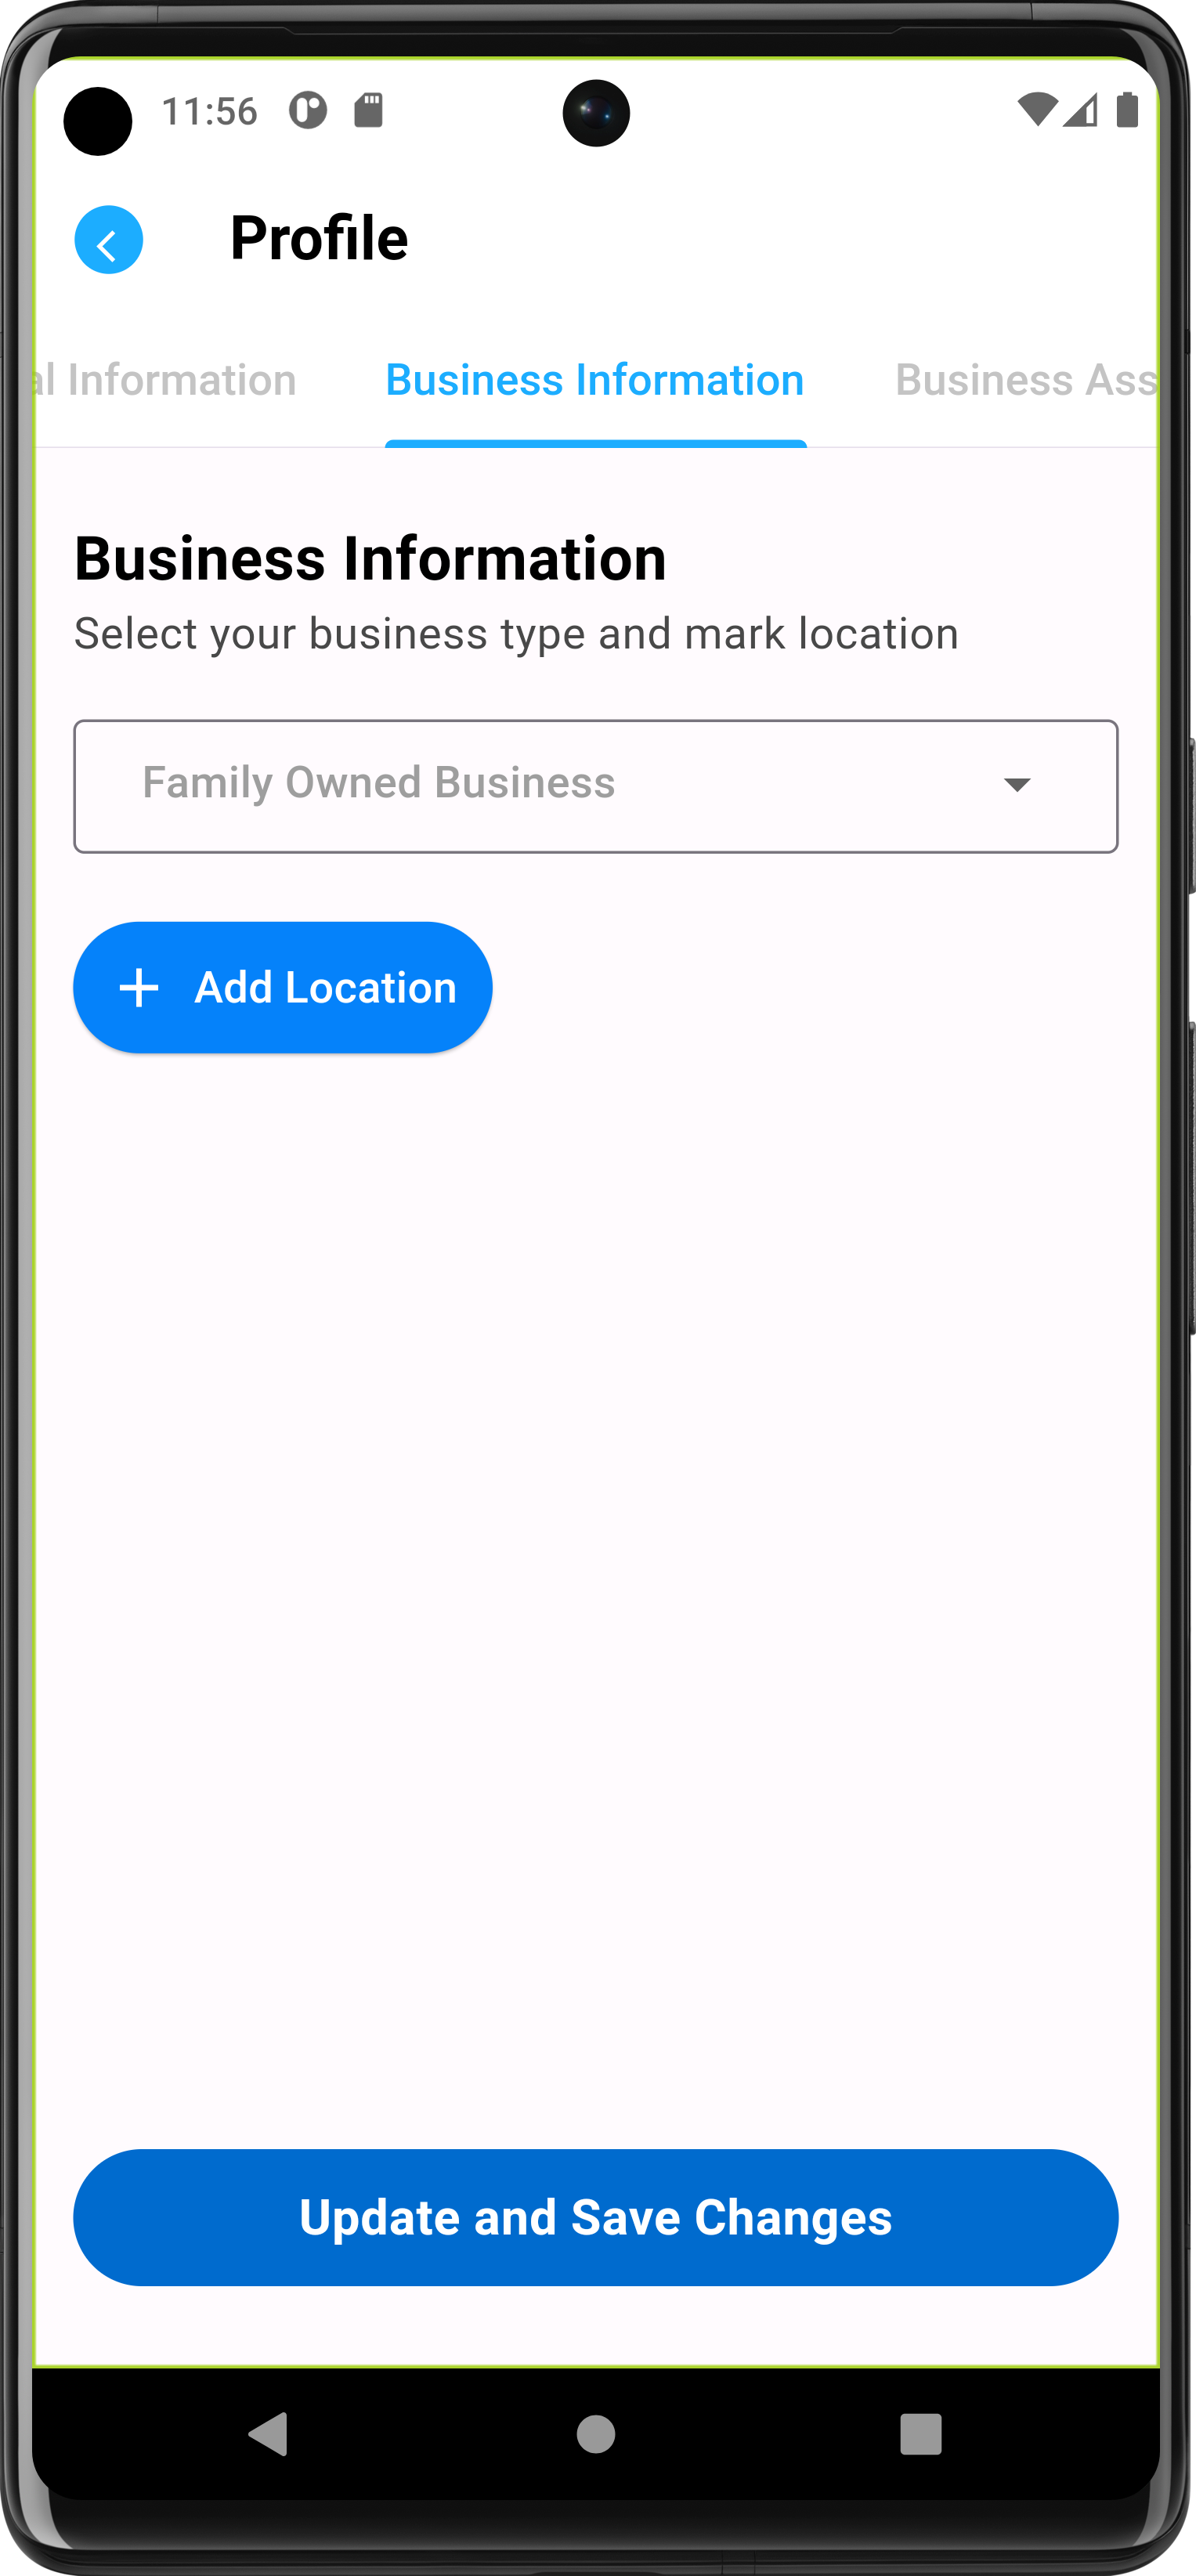 11:56
Profile
al Information Business Information Business Ass
Business Information
Select your business type and mark location
Family Owned Business
+ Add Location
Update and Save Changes